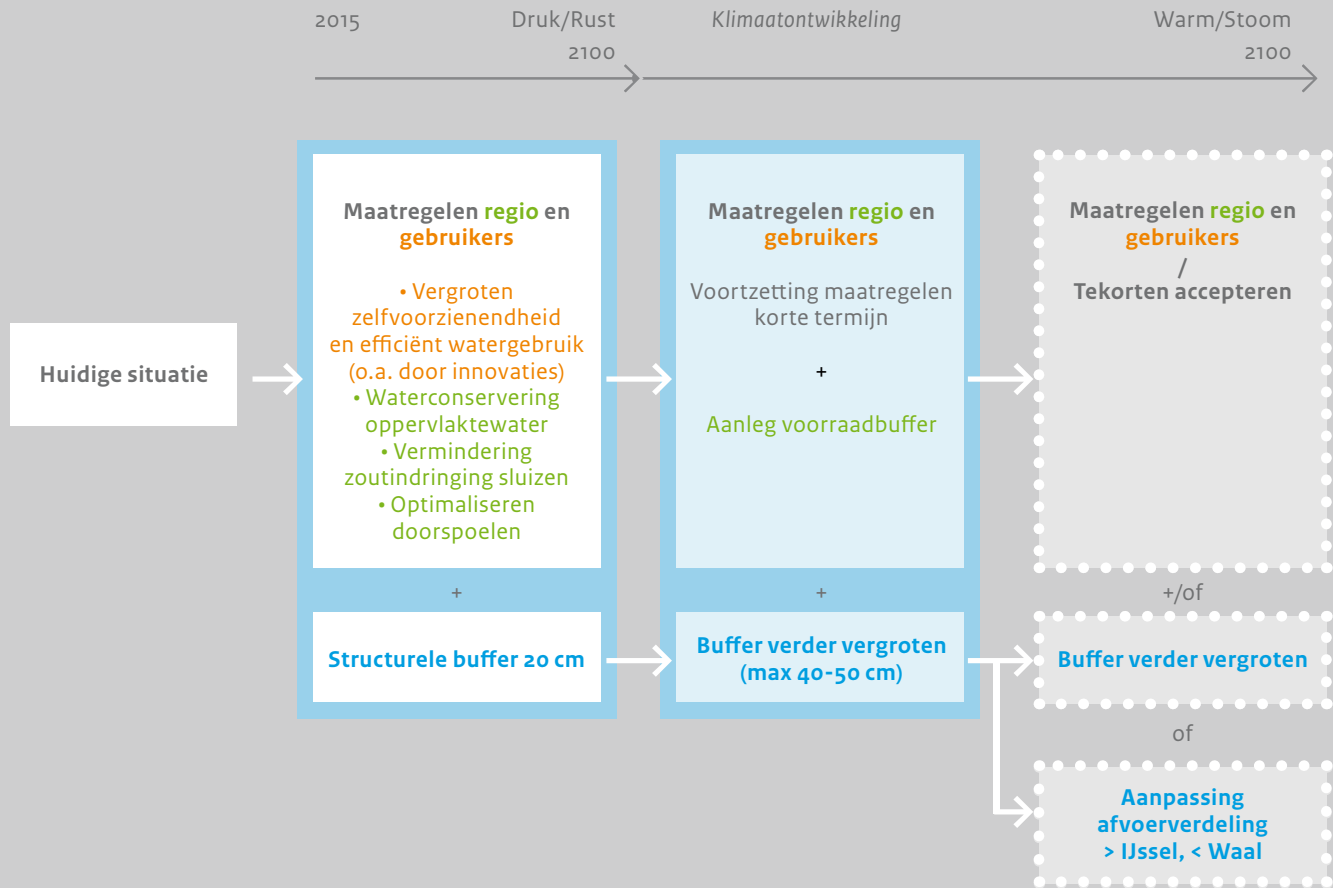 2015
Druk/Rust
2100
Klimaatontwikkeling
Warm/Stoom
2100
Huidige situatie
Maatregelen regio en
gebruikers
• Vergroten
zelfvoorzienendheid
en efficiënt watergebruik
(o.a. door innovaties)
• Waterconservering
oppervlaktewater
• Vermindering
zoutindringing sluizen
• Optimaliseren
doorspoelen
+
Structurele buffer 20 cm
Maatregelen regio en
gebruikers
Voortzetting maatregelen
korte termijn
+
Aanleg voorraadbuffer
+
Buffer verder vergroten
(max 40-50 cm)
Maatregelen regio en
gebruikers
/
Tekorten accepteren
+/of
Buffer verder vergroten
of
Aanpassing
afvoerverdeling
> IJssel, < Waal